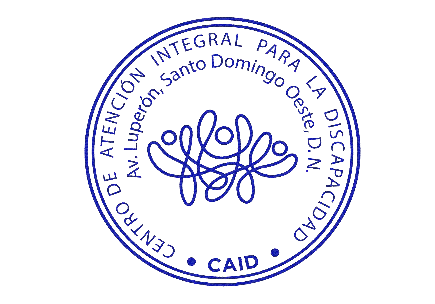 CENTRO DE ATENCIÓN INTEGRAL PARA LA DISCAPACIDAD
Av. Luperón, Santo Domingo Oeste, D. N.
• CAID •